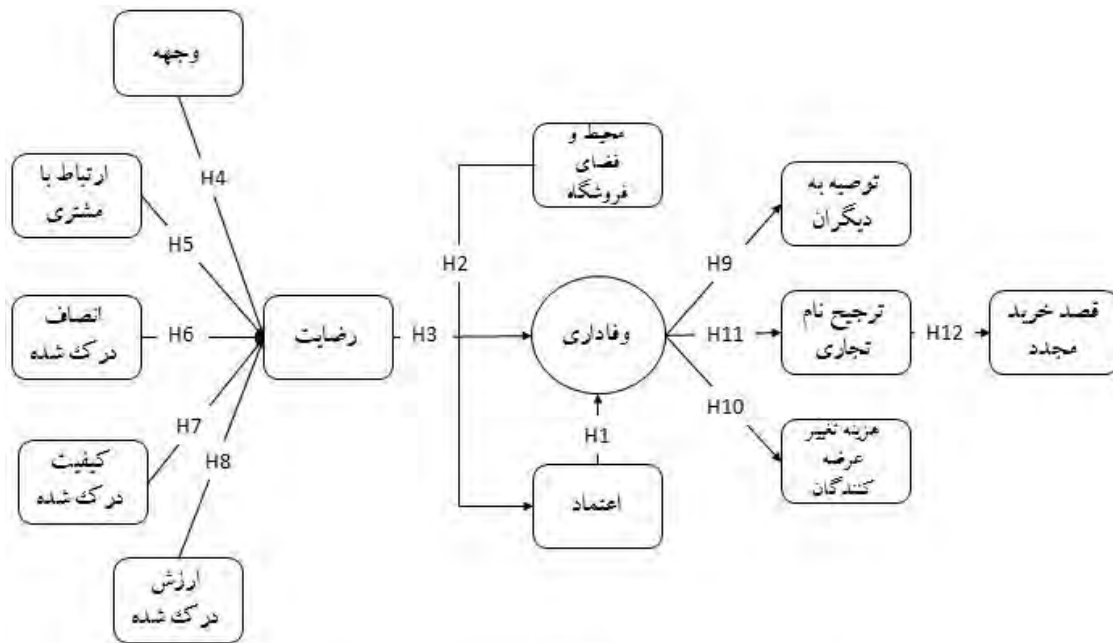 وجهه
H4
ارتباط با
مشتری
H5
انصاف
درک شده
H6
کیفیت
درک شده
H7
ارزش
درک شده
H8
رضایت
H3
H2
محیط و
فضای
فروشگاه
وفاداری
H1
اعتماد
H9
توصیه به
دیگران
H11
ترجیح نام
تجاری
H12
قصد خرید
مجدد
H10
هزینه تغییر
عرضه
کنندگان